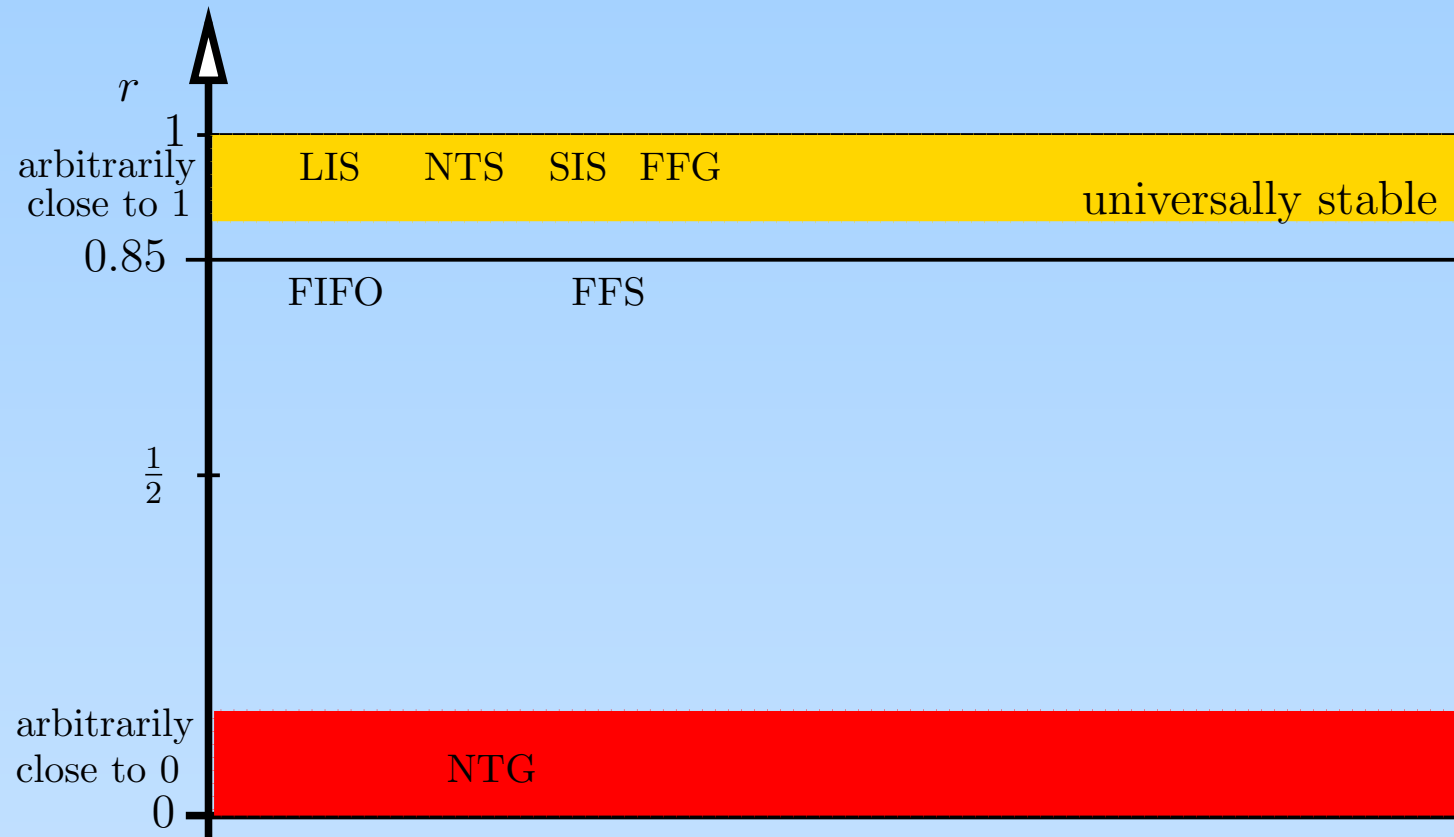 r
1
arbitrarily
close to 1
LIS NTS SIS FFG
universally stable
0.85
FIFO FFS
1/2
arbitrarily
close to 0
NTG
0